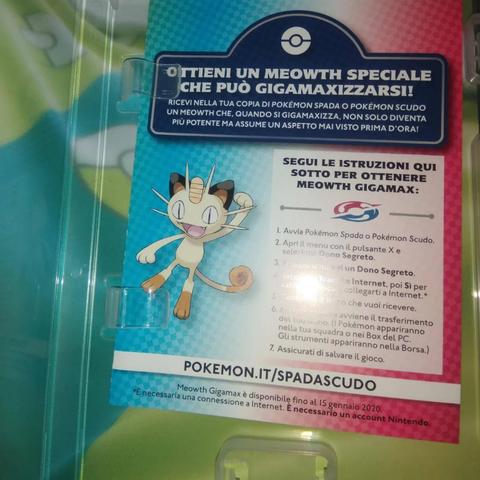 OTTIENI UN MEOWTH SPECIALE
CHE PUÒ GIGAMAXIZZARSI!
RICEVI NELLA TUA COPIA DI POKÉMON SPADA O POKÉMON SCUDO
UN MEOWTH CHE, QUANDO SI GIGAMAXIZZA, NON SOLO DIVENTA
PIÙ POTENTE MA ASSUME UN ASPETTO MAI VISTO PRIMA D'ORA!
SEGUI LE ISTRUZIONI QUI
SOTTO PER OTTENERE
MEOWTH GIGAMAX:
1. Avvia Pokémon Spada o Pokémon Scudo.
2. Apri il menu con il pulsante X e
seleziona Dono Segreto.
un Dono Segreto.
Internet, poi Sì per
collegarti a Internet.*
che vuoi ricevere.
avviene il trasferimento
(I Pokémon appariranno
nella tua squadra o nei Box del PC.
Gli strumenti appariranno nella Borsa.)
7. Assicurati di salvare il gioco.
POKEMON.IT/SPADASCUDO
Meowth Gigamax è disponibile fino al 15 gennaio 2020.
*È necessaria una connessione a Internet. È necessario un account Nintendo.